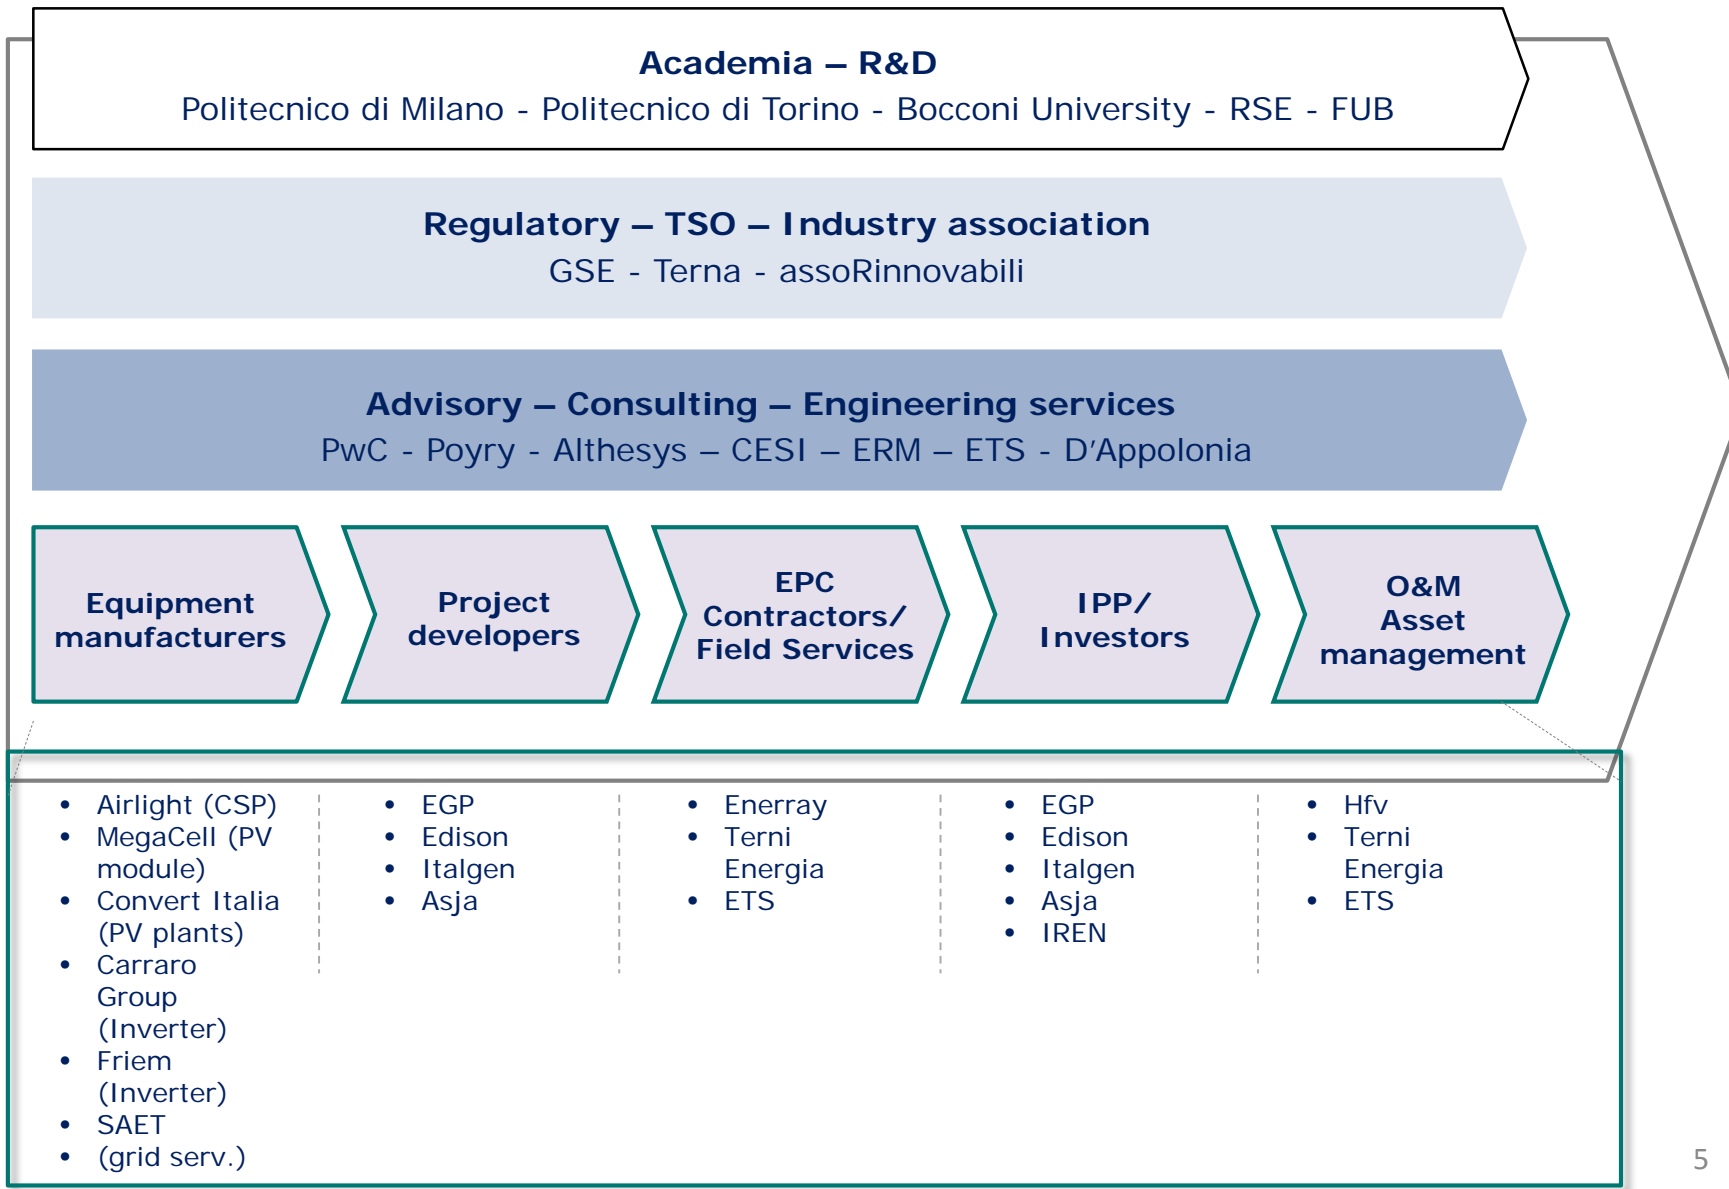 Academia – R&D
Politecnico di Milano - Politecnico di Torino - Bocconi University - RSE - FUB
Regulatory – TSO – Industry association
GSE - Terna - assoRinnovabili
Advisory – Consulting – Engineering services
PwC - Poyry - Althesys – CESI – ERM – ETS - D’Appolonia
Equipment
manufacturers
Project
developers
EPC
Contractors/
Field Services
IPP/
Investors
O&M
Asset
management
• Airlight (CSP)
• MegaCell (PV
module)
• Convert Italia
(PV plants)
• Carraro
Group
(Inverter)
• Friem
(Inverter)
• SAET
• (grid serv.)
• EGP
• Edison
• Italgen
• Asja
• Enerray
• Terni
Energia
• ETS
• EGP
• Edison
• Italgen
• Asja
• IREN
• Hfv
• Terni
Energia
• ETS
5